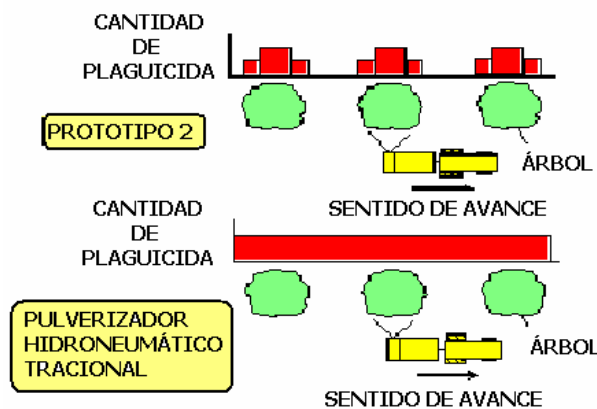 CANTIDAD
DE
PLAGUICIDA
PROTOTIPO 2
ÁRBOL
SENTIDO DE AVANCE
CANTIDAD
DE
PLAGUICIDA
PULVERIZADOR
HIDRONEUMÁTICO
TRACIONAL
ÁRBOL
SENTIDO DE AVANCE